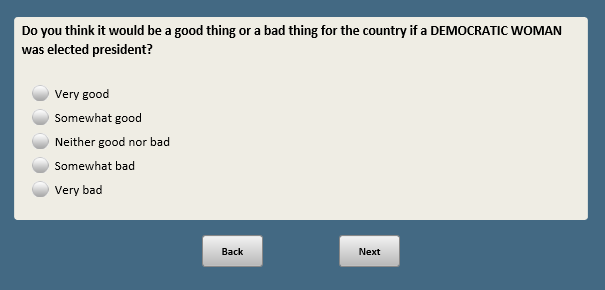 Do you think it would be a good thing or a bad thing for the country if a DEMOCRATIC WOMAN
was elected president?
Very good
Somewhat good
Neither good nor bad
Somewhat bad
Very bad
Back Next